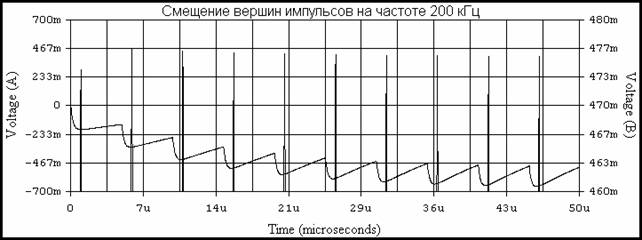 Смещение вершин импульсов на частоте 200 кГц
700m
467m
233m
0
-233m
-467m
-700m
Voltage (A)
480m
477m
473m
470m
467m
463m
460m
Voltage (B)
0 7u 14u 21u 29u 36u 43u 50u
Time (microseconds)